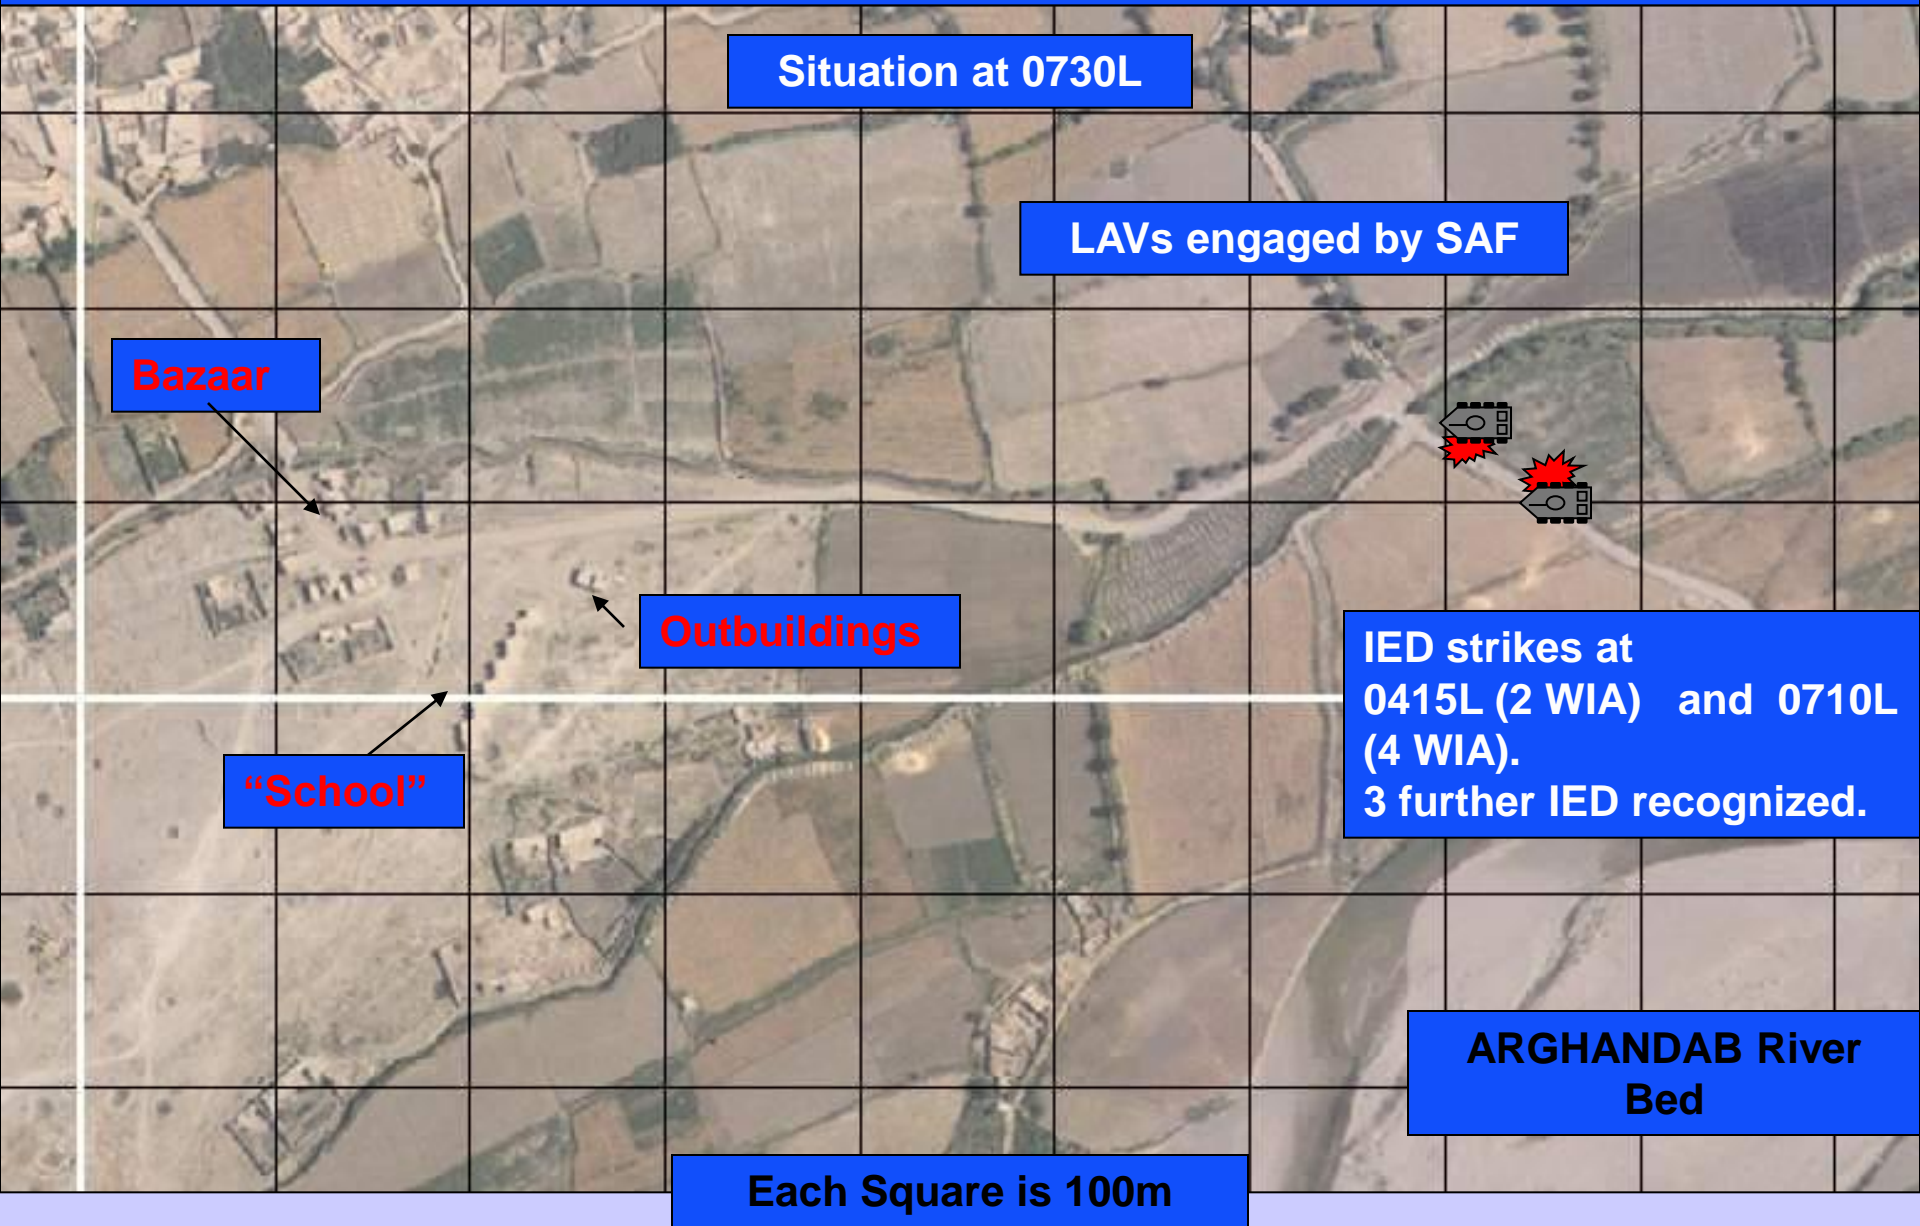 Situation at 0730L
LAVs engaged by SAF
Bazaar
Outbuildings
IED strikes at
0415L (2 WIA) and 0710L
(4 WIA).
3 further IED recognized.
“School”
ARGHANDAB River
Bed
Each Square is 100m